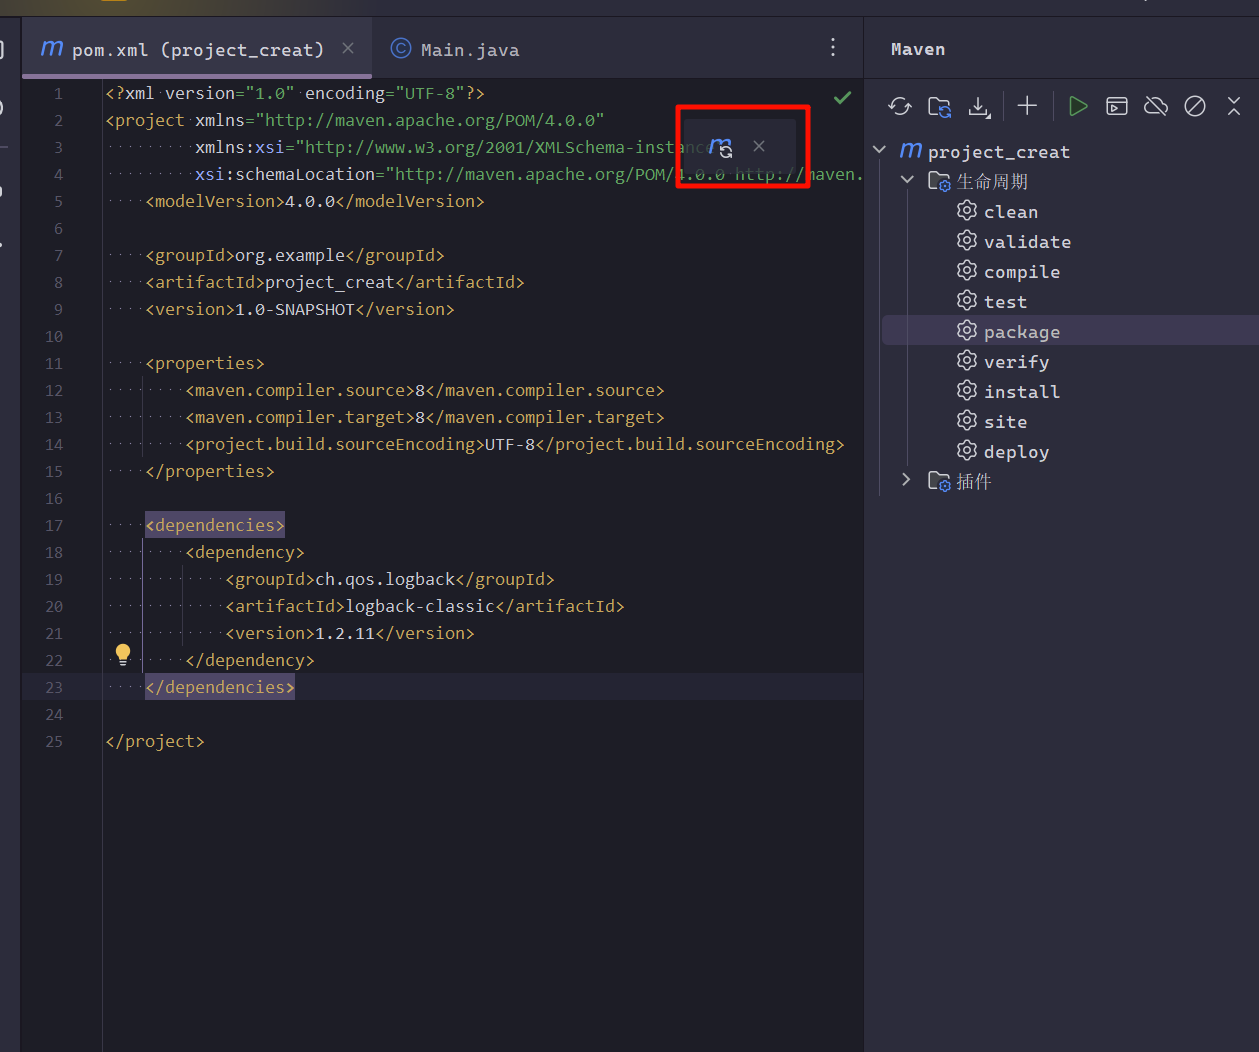 pom.xml (project_creat)
Main.java
Maven
1 <?xml version="1.0" encoding="UTF-8"?>
2 <project xmlns="http://maven.apache.org/POM/4.0.0"
3 xmlns:xsi="http://www.w3.org/2001/XMLSchema-instance
4 xsi:schemaLocation="http://maven.apache.org/POM/4.0.0 http://maven.
5 <modelVersion>4.0.0</modelVersion>
6
7 <groupId>org.example</groupId>
8 <artifactId>project_creat</artifactId>
9 <version>1.0-SNAPSHOT</version>
10
11 <properties>
12 <maven.compiler.source>8</maven.compiler.source>
13 <maven.compiler.target>8</maven.compiler.target>
14 <project.build.sourceEncoding>UTF-8</project.build.sourceEncoding>
15 </properties>
16
17 <dependencies>
18 <dependency>
19 <groupId>ch.qos.logback</groupId>
20 <artifactId>logback-classic</artifactId>
21 <version>1.2.11</version>
22 </dependency>
23 </dependencies>
24
25 </project>
project_creat
生命周期
clean
validate
compile
test
package
verify
install
site
deploy
插件